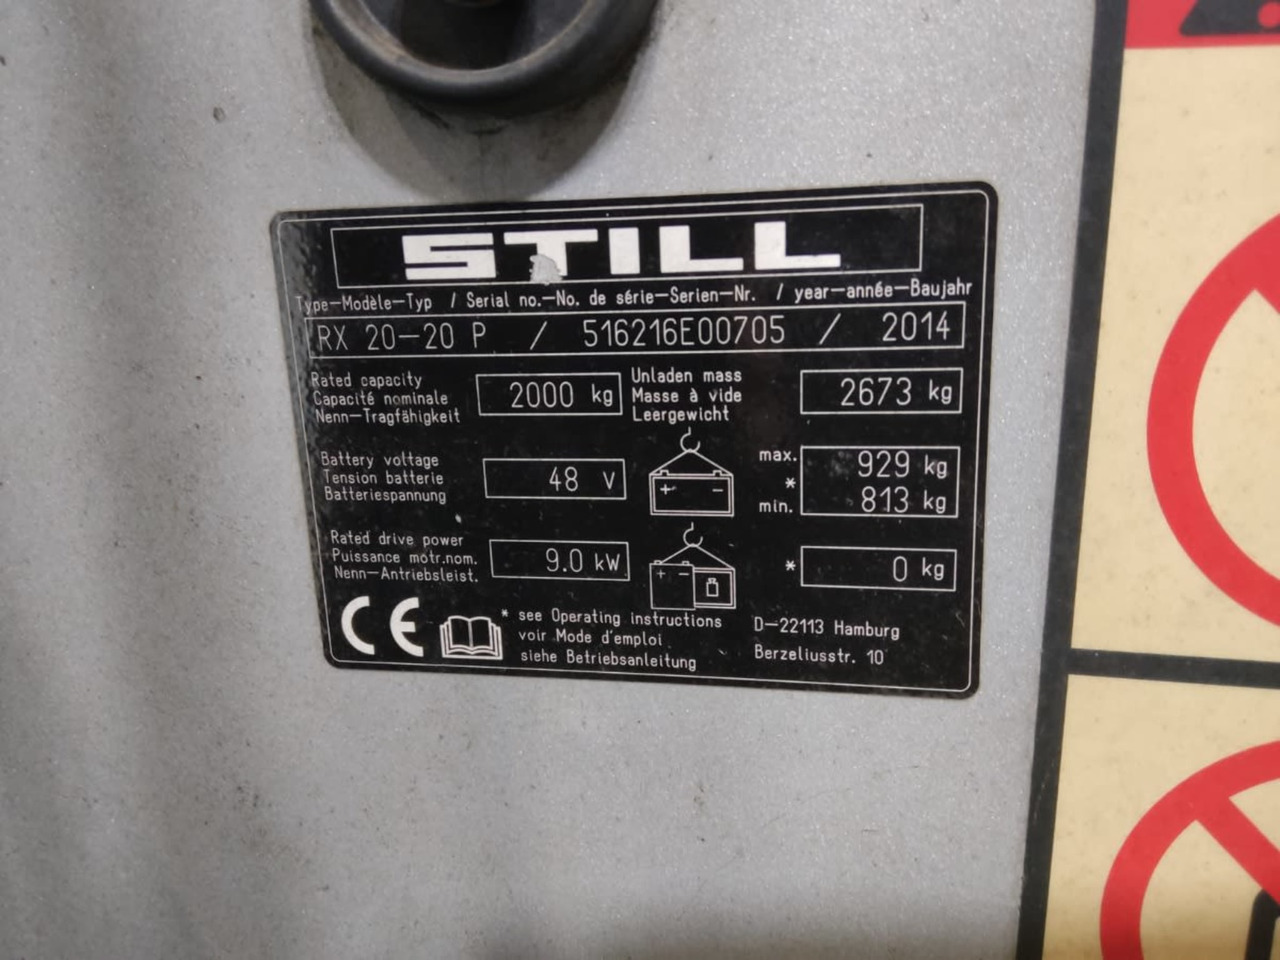 STILL
Type-Modèle-Typ / Serial no.-No. de série-Serien-Nr. / year-année-Baujahr
RX 20-20 P / 516216E00705 / 2014
Rated capacity
Capacité nominale
Nenn-Tragfähigkeit
2000 kg
Unladen mass
Masse à vide
Leergewicht
2673 kg
Battery voltage
Tension batterie
Batteriespannung
48 V
+ -
max. 929 kg
*
min. 813 kg
Rated drive power
Puissance motr.nom.
Nenn-Antriebsleist.
9.0 kW
+ -
* 0 kg
CE
* see Operating instructions
voir Mode d'emploi
siehe Betriebsanleitung
D-22113 Hamburg
Berzeliusstr. 10